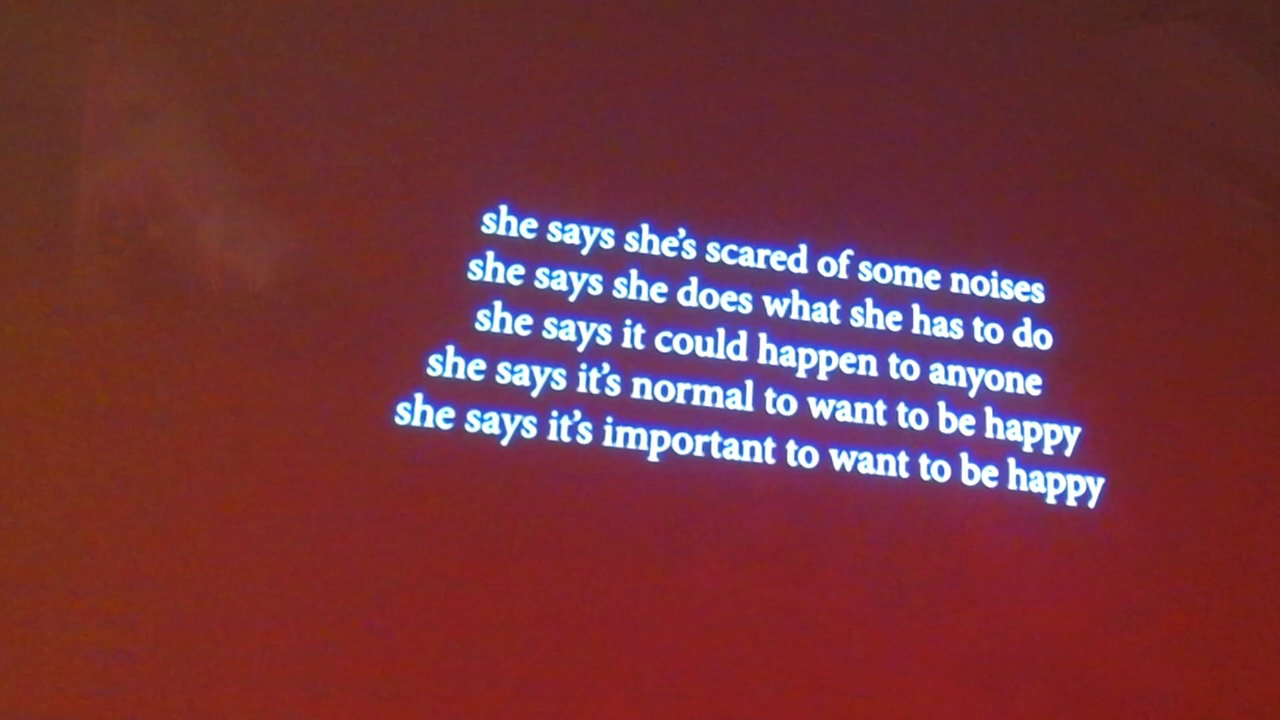 she says she’s scared of some noises
she says she does what she has to do
she says it could happen to anyone
she says it’s normal to want to be happy
she says it’s important to want to be happy